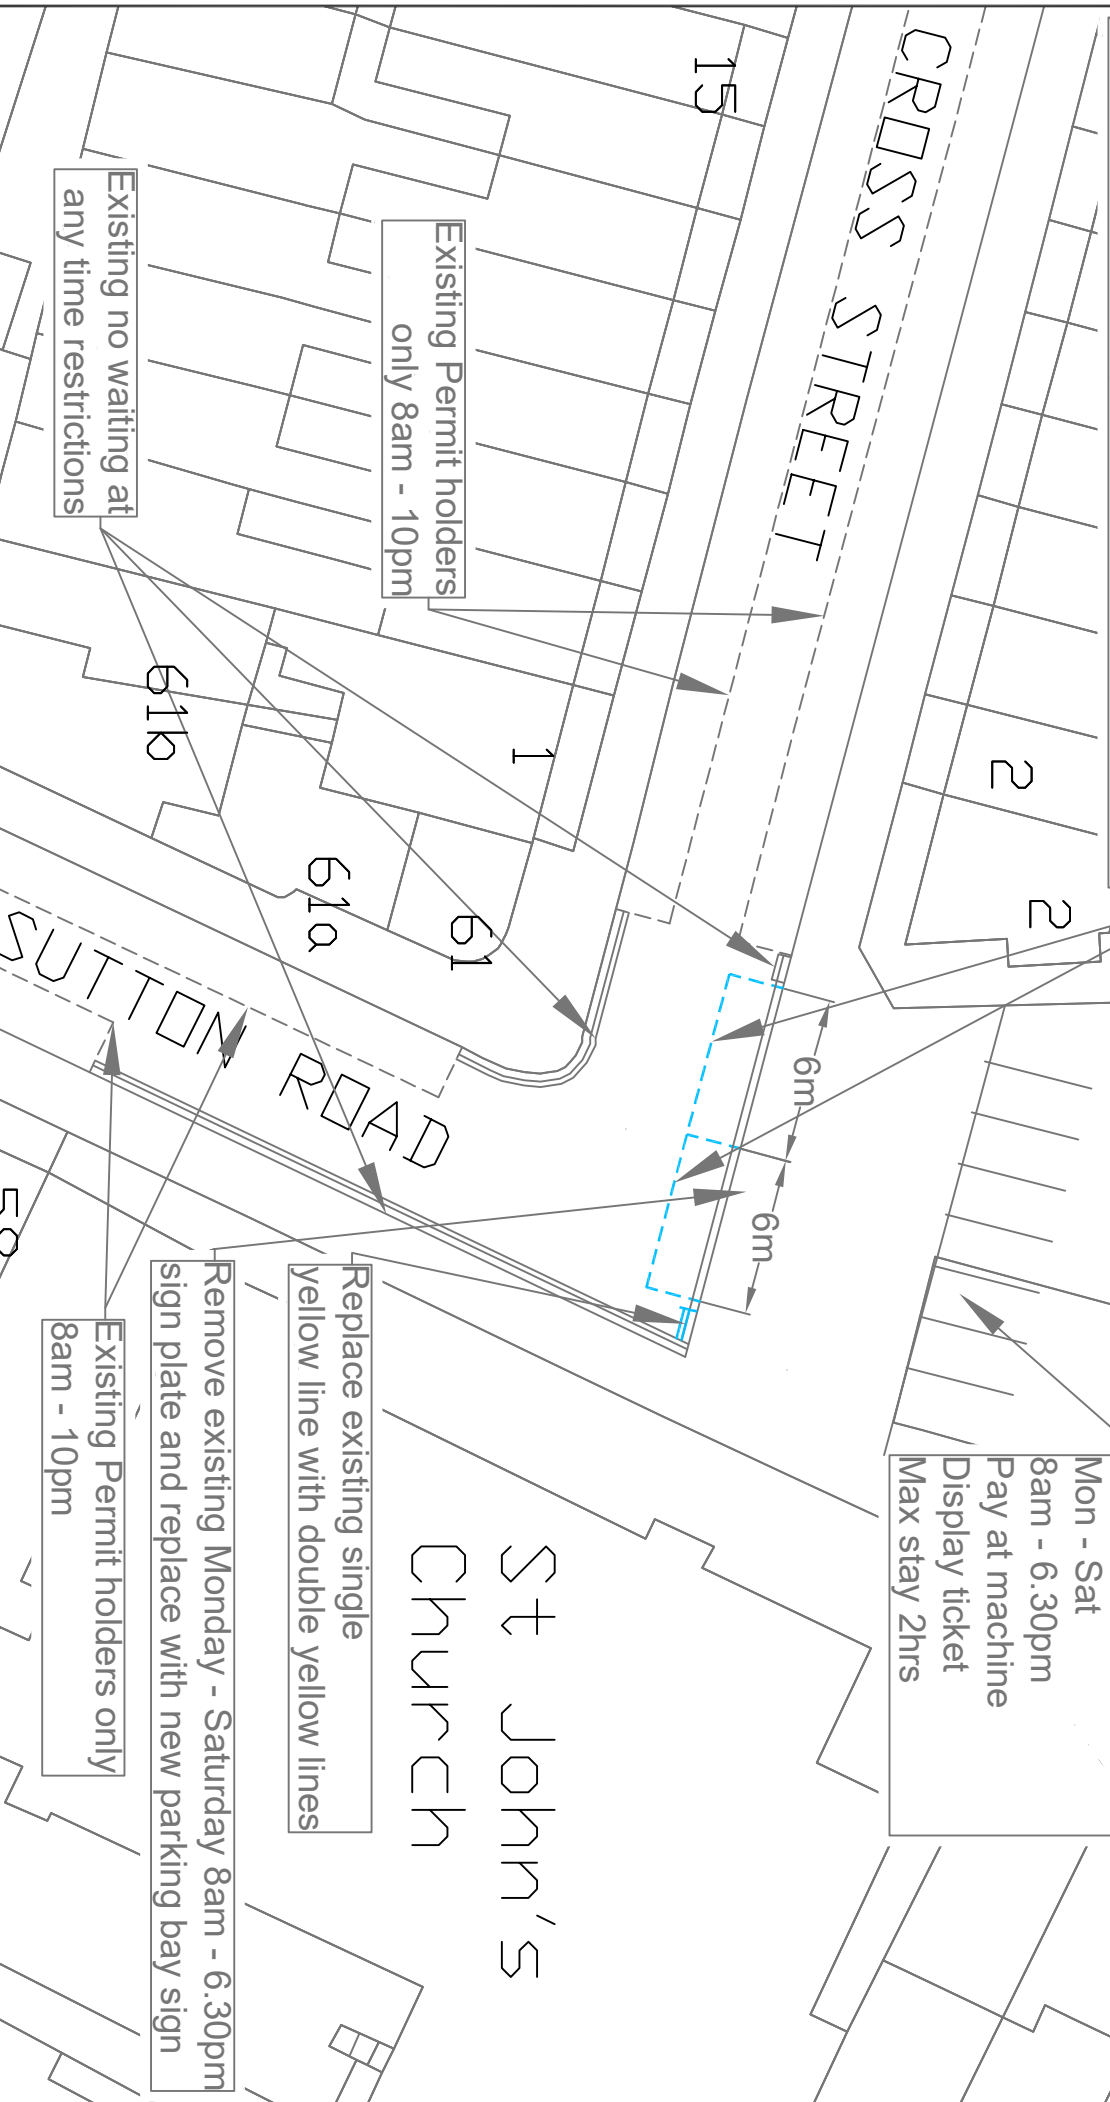 CROSS STREET
15
Existing Permit holders
only 8am - 10pm
Existing no waiting at
any time restrictions
2
2
1
61
61a
61b
SUTTON ROAD
6m
6m
Mon - Sat
8am - 6.30pm
Pay at machine
Display ticket
Max stay 2hrs
St John's
Church
Replace existing single
yellow line with double yellow lines
Remove existing Monday - Saturday 8am - 6.30pm
sign plate and replace with new parking bay sign
Existing Permit holders only
8am - 10pm